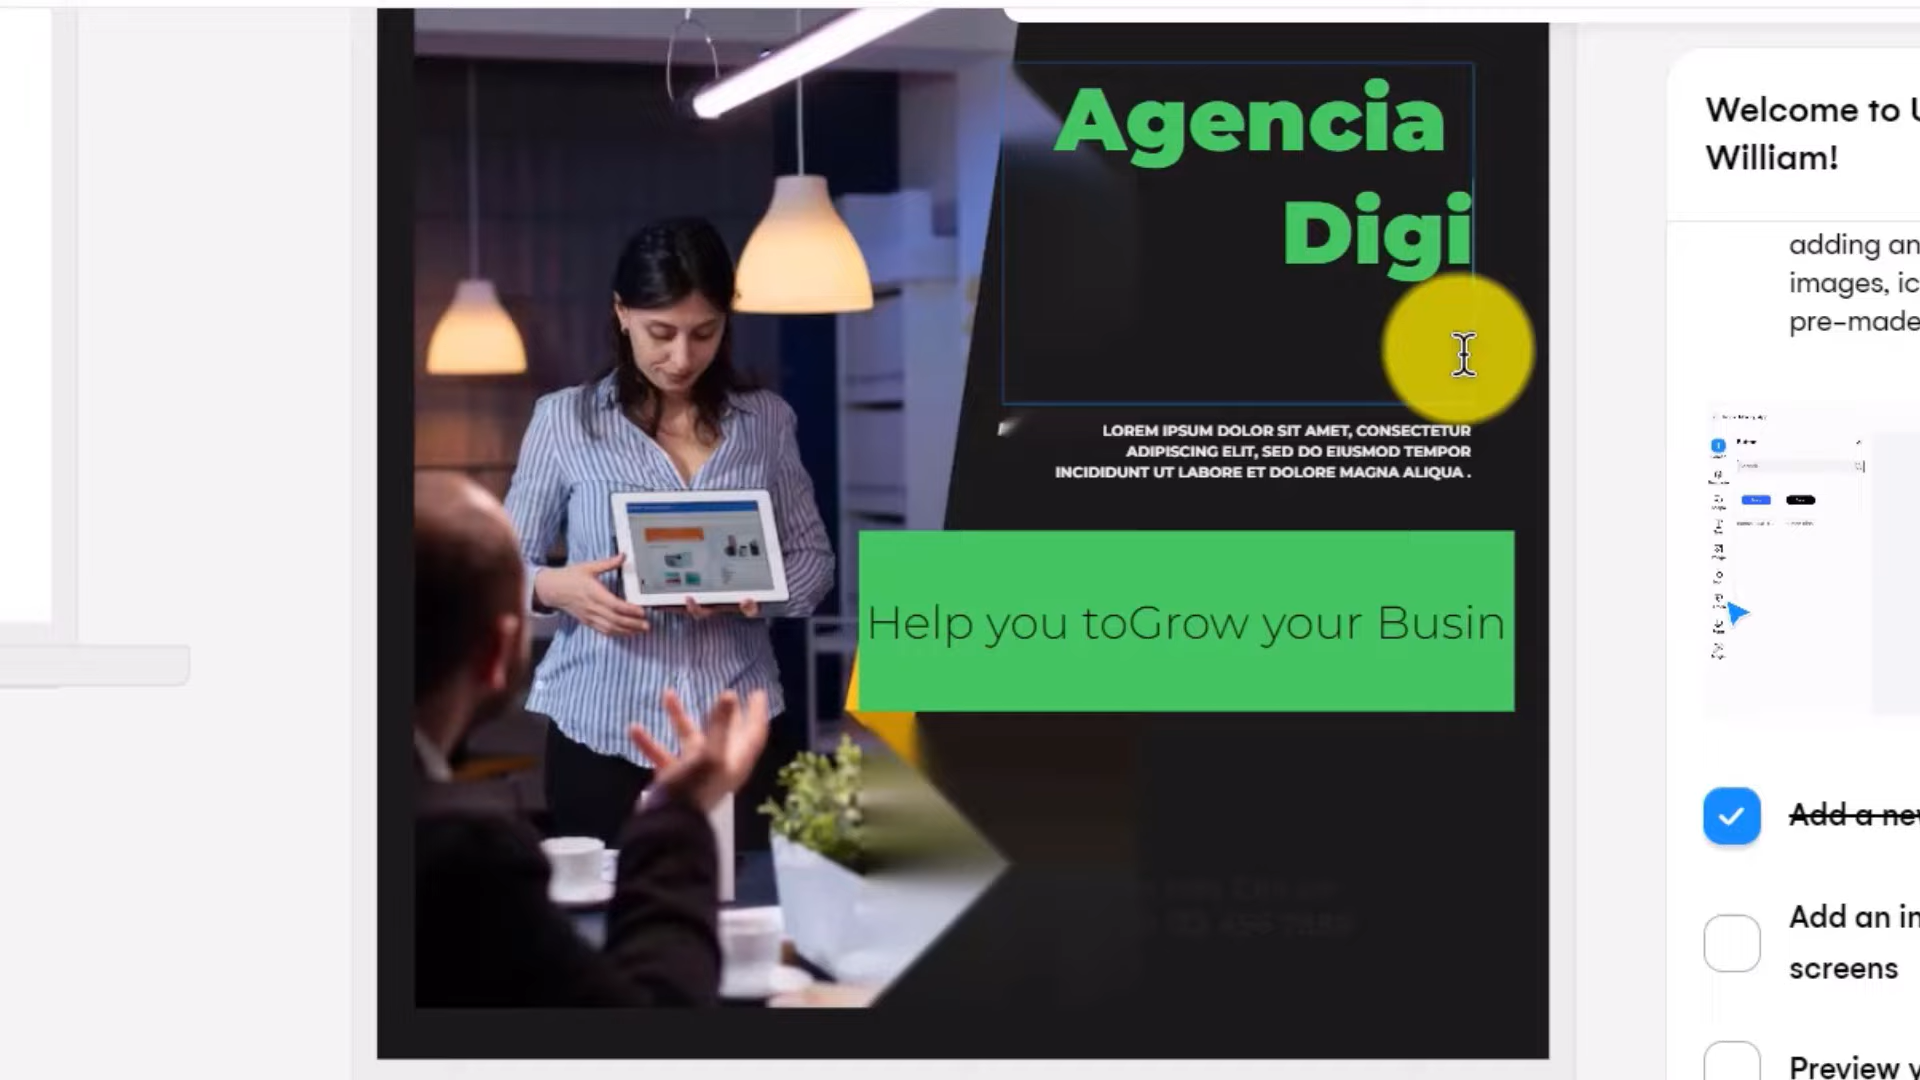 Agencia
Digi
LOREM IPSUM DOLOR SIT AMET, CONSECTETUR
ADIPISCING ELIT, SED DO EIUSMOD TEMPOR
INCIDIDUNT UT LABORE ET DOLORE MAGNA ALIQUA .
Help you toGrow your Busin
Welcome to
William!
adding an
images, ic
pre-made
Add a nev
Add an in
screens
Preview y